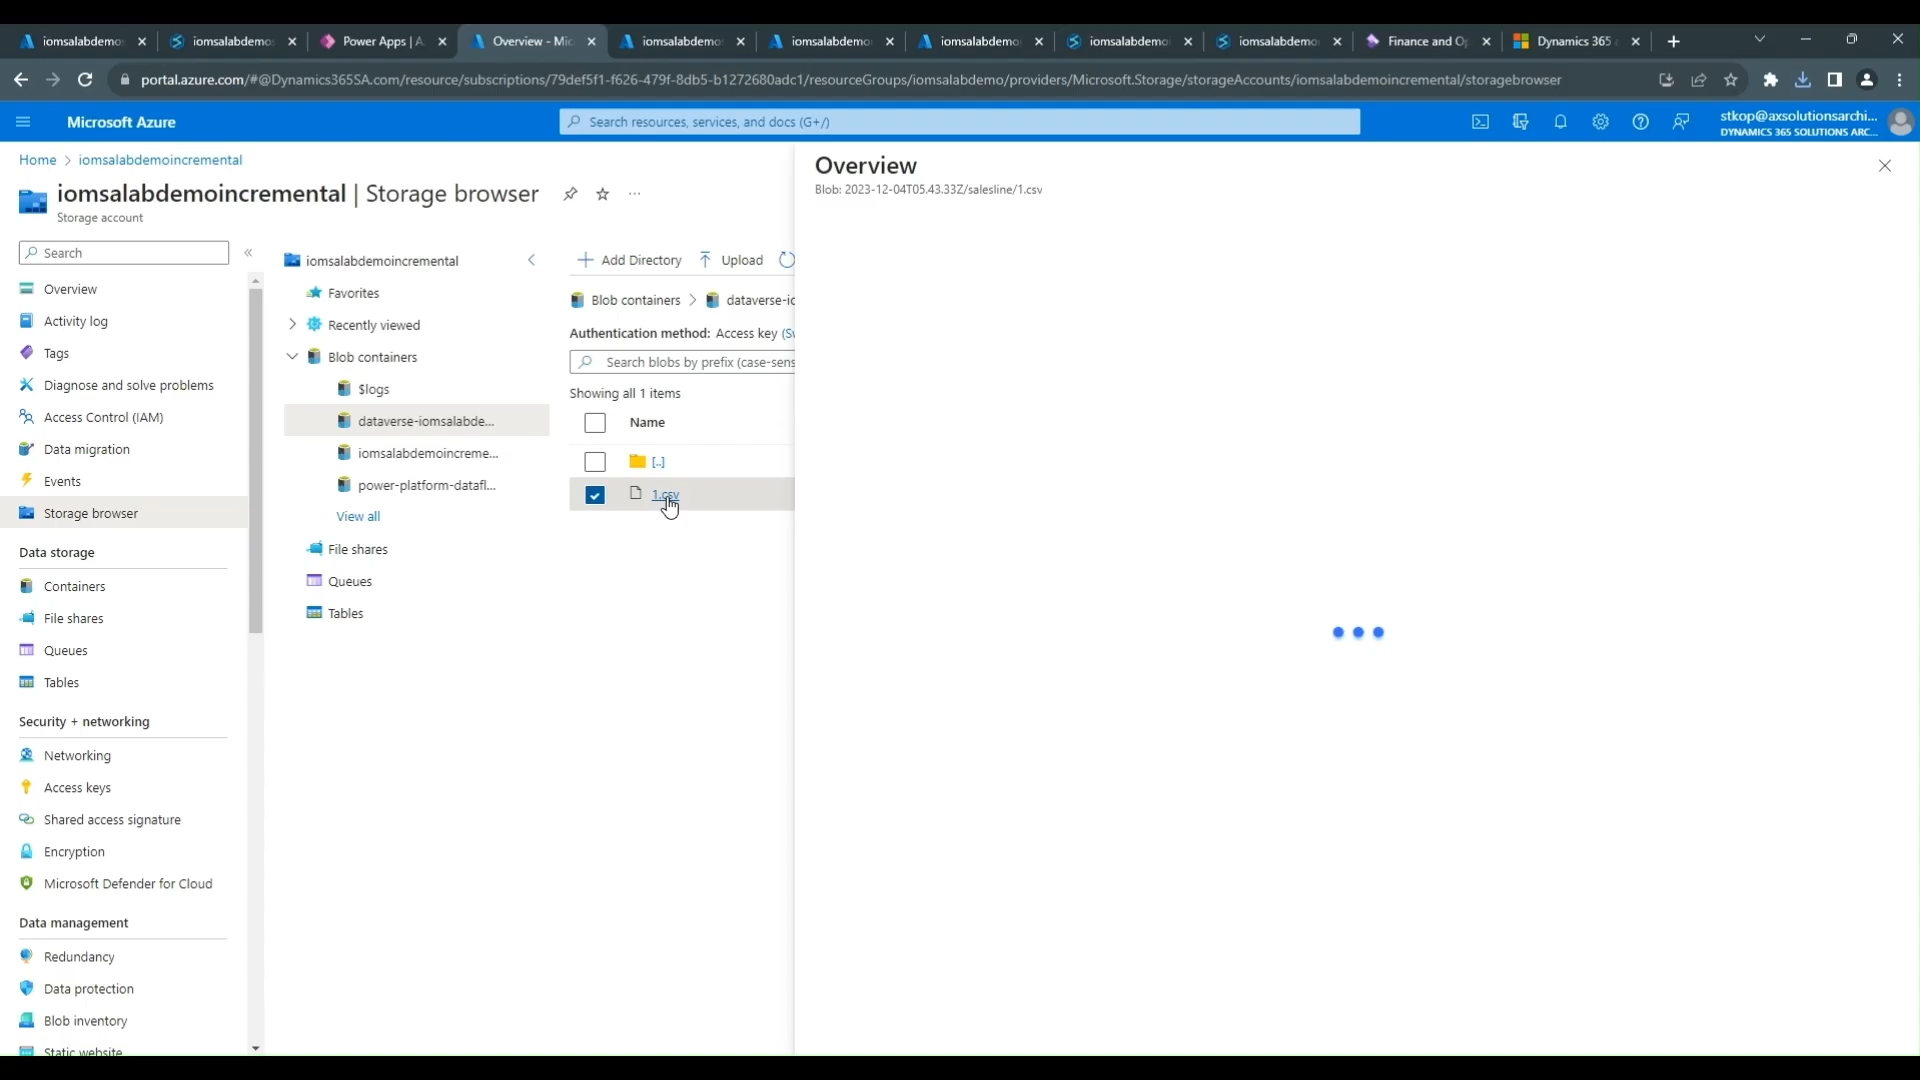 iomsalabdemo
iomsalabdemo
Power Apps | A
Overview - Mic
iomsalabdemo
iomsalabdemo
iomsalabdemo
iomsalabdemo
iomsalabdemo
Finance and Op
Dynamics 365
portal.azure.com/#@Dynamics365SA.com/resource/subscriptions/79def5f1-f626-479f-8db5-b1272680adc1/resourceGroups/iomsalabdemo/providers/Microsoft.Storage/storageAccounts/iomsalabdemoincremental/storagebrowser
Microsoft Azure
Search resources, services, and docs (G+/)
stkop@axsolutionsarchi...
DYNAMICS 365 SOLUTIONS ARC...
Home > iomsalabdemoincremental
iomsalabdemoincremental | Storage browser
Storage account
Search
Overview
Activity log
Tags
Diagnose and solve problems
Access Control (IAM)
Data migration
Events
Storage browser
Data storage
Containers
File shares
Queues
Tables
Security + networking
Networking
Access keys
Shared access signature
Encryption
Microsoft Defender for Cloud
Data management
Redundancy
Data protection
Blob inventory
Static website
iomsalabdemoincremental
Favorites
Recently viewed
Blob containers
$logs
dataverse-iomsalabde...
iomsalabdemoincreme...
power-platform-datafl...
View all
File shares
Queues
Tables
Add Directory
Upload
Blob containers > dataverse-io
Authentication method: Access key (Sw
Search blobs by prefix (case-sens
Showing all 1 items
Name
[..]
1.csv
Overview
Blob: 2023-12-04T05.43.33Z/salesline/1.csv